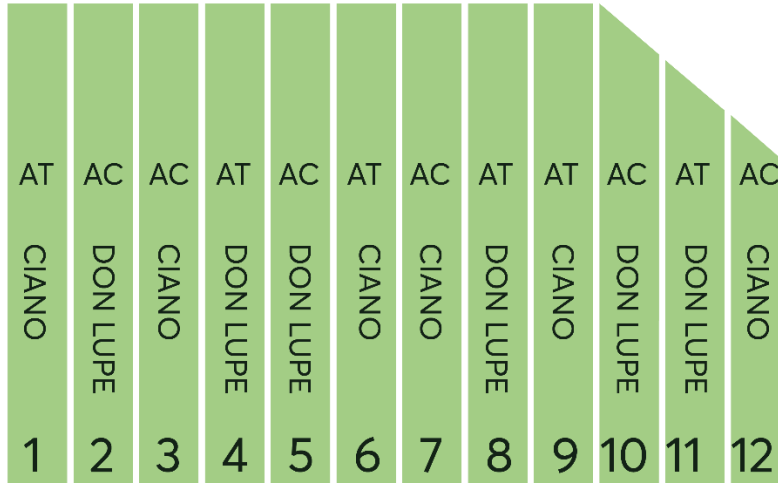 AT AC AC AT AC AT AC AT AT AC AT AC
CIANO DON LUPE CIANO DON LUPE DON LUPE CIANO CIANO DON LUPE CIANO DON LUPE DON LUPE CIANO
1 2 3 4 5 6 7 8 9 10 11 12